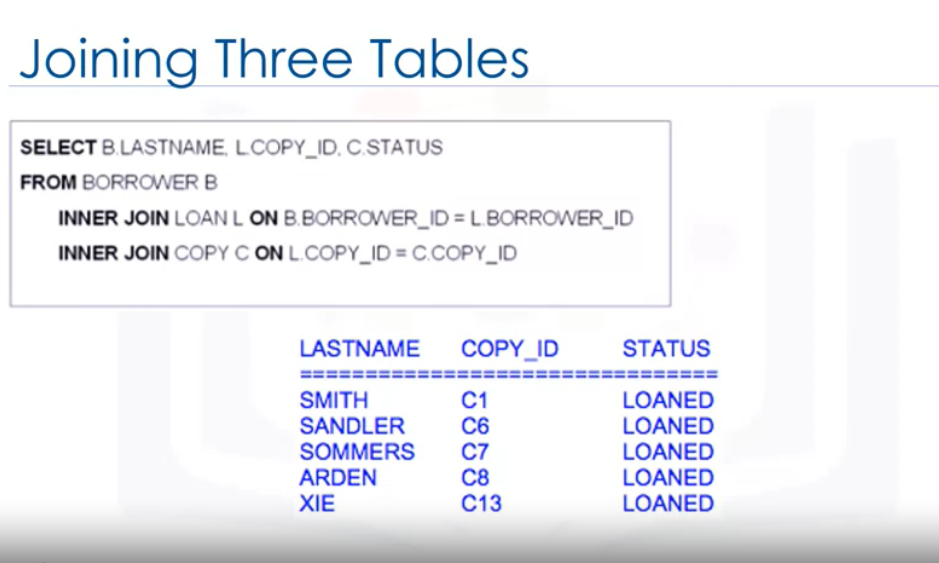 Joining Three Tables
SELECT B.LASTNAME, L.COPY_ID, C.STATUS
FROM BORROWER B
INNER JOIN LOAN L ON B.BORROWER_ID = L.BORROWER_ID
INNER JOIN COPY C ON L.COPY_ID = C.COPY_ID
LASTNAME COPY_ID STATUS
================================
SMITH C1 LOANED
SANDLER C6 LOANED
SOMMERS C7 LOANED
ARDEN C8 LOANED
XIE C13 LOANED